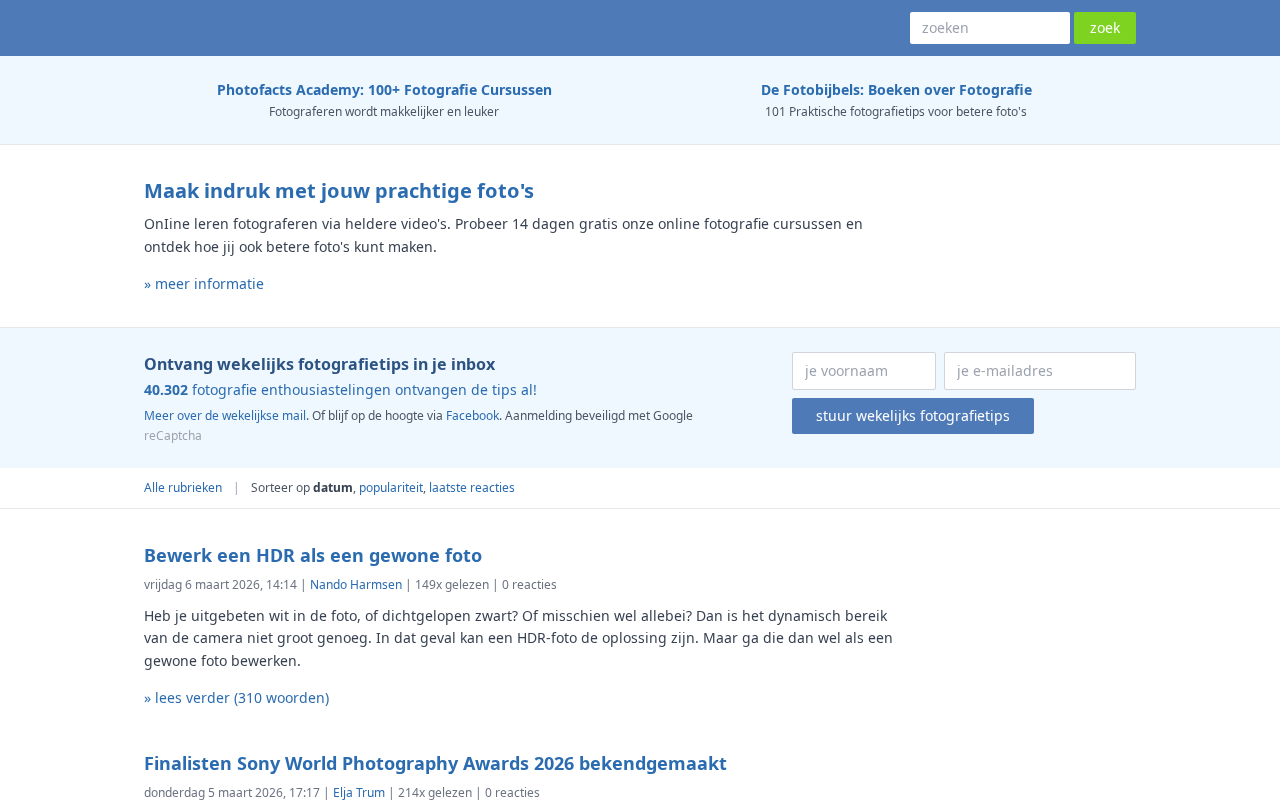 zoeken
zoek
Photofacts Academy: 100+ Fotografie Cursussen
Fotograferen wordt makkelijker en leuker
De Fotobijbels: Boeken over Fotografie
101 Praktische fotografietips voor betere foto's
Maak indruk met jouw prachtige foto's
OnIine leren fotograferen via heldere video's. Probeer 14 dagen gratis onze online fotografie cursussen en
ontdek hoe jij ook betere foto's kunt maken.
» meer informatie
Ontvang wekelijks fotografietips in je inbox
40.302 fotografie enthousiastelingen ontvangen de tips al!
Meer over de wekelijkse mail. Of blijf op de hoogte via Facebook. Aanmelding beveiligd met Google
reCaptcha
je voornaam
je e-mailadres
stuur wekelijks fotografietips
Alle rubrieken | Sorteer op datum, populariteit, laatste reacties
Bewerk een HDR als een gewone foto
vrijdag 6 maart 2026, 14:14 | Nando Harmsen | 149x gelezen | 0 reacties
Heb je uitgebeten wit in de foto, of dichtgelopen zwart? Of misschien wel allebei? Dan is het dynamisch bereik
van de camera niet groot genoeg. In dat geval kan een HDR-foto de oplossing zijn. Maar ga die dan wel als een
gewone foto bewerken.
» lees verder (310 woorden)
Finalisten Sony World Photography Awards 2026 bekendgemaakt
donderdag 5 maart 2026, 17:17 | Elja Trum | 214x gelezen | 0 reacties